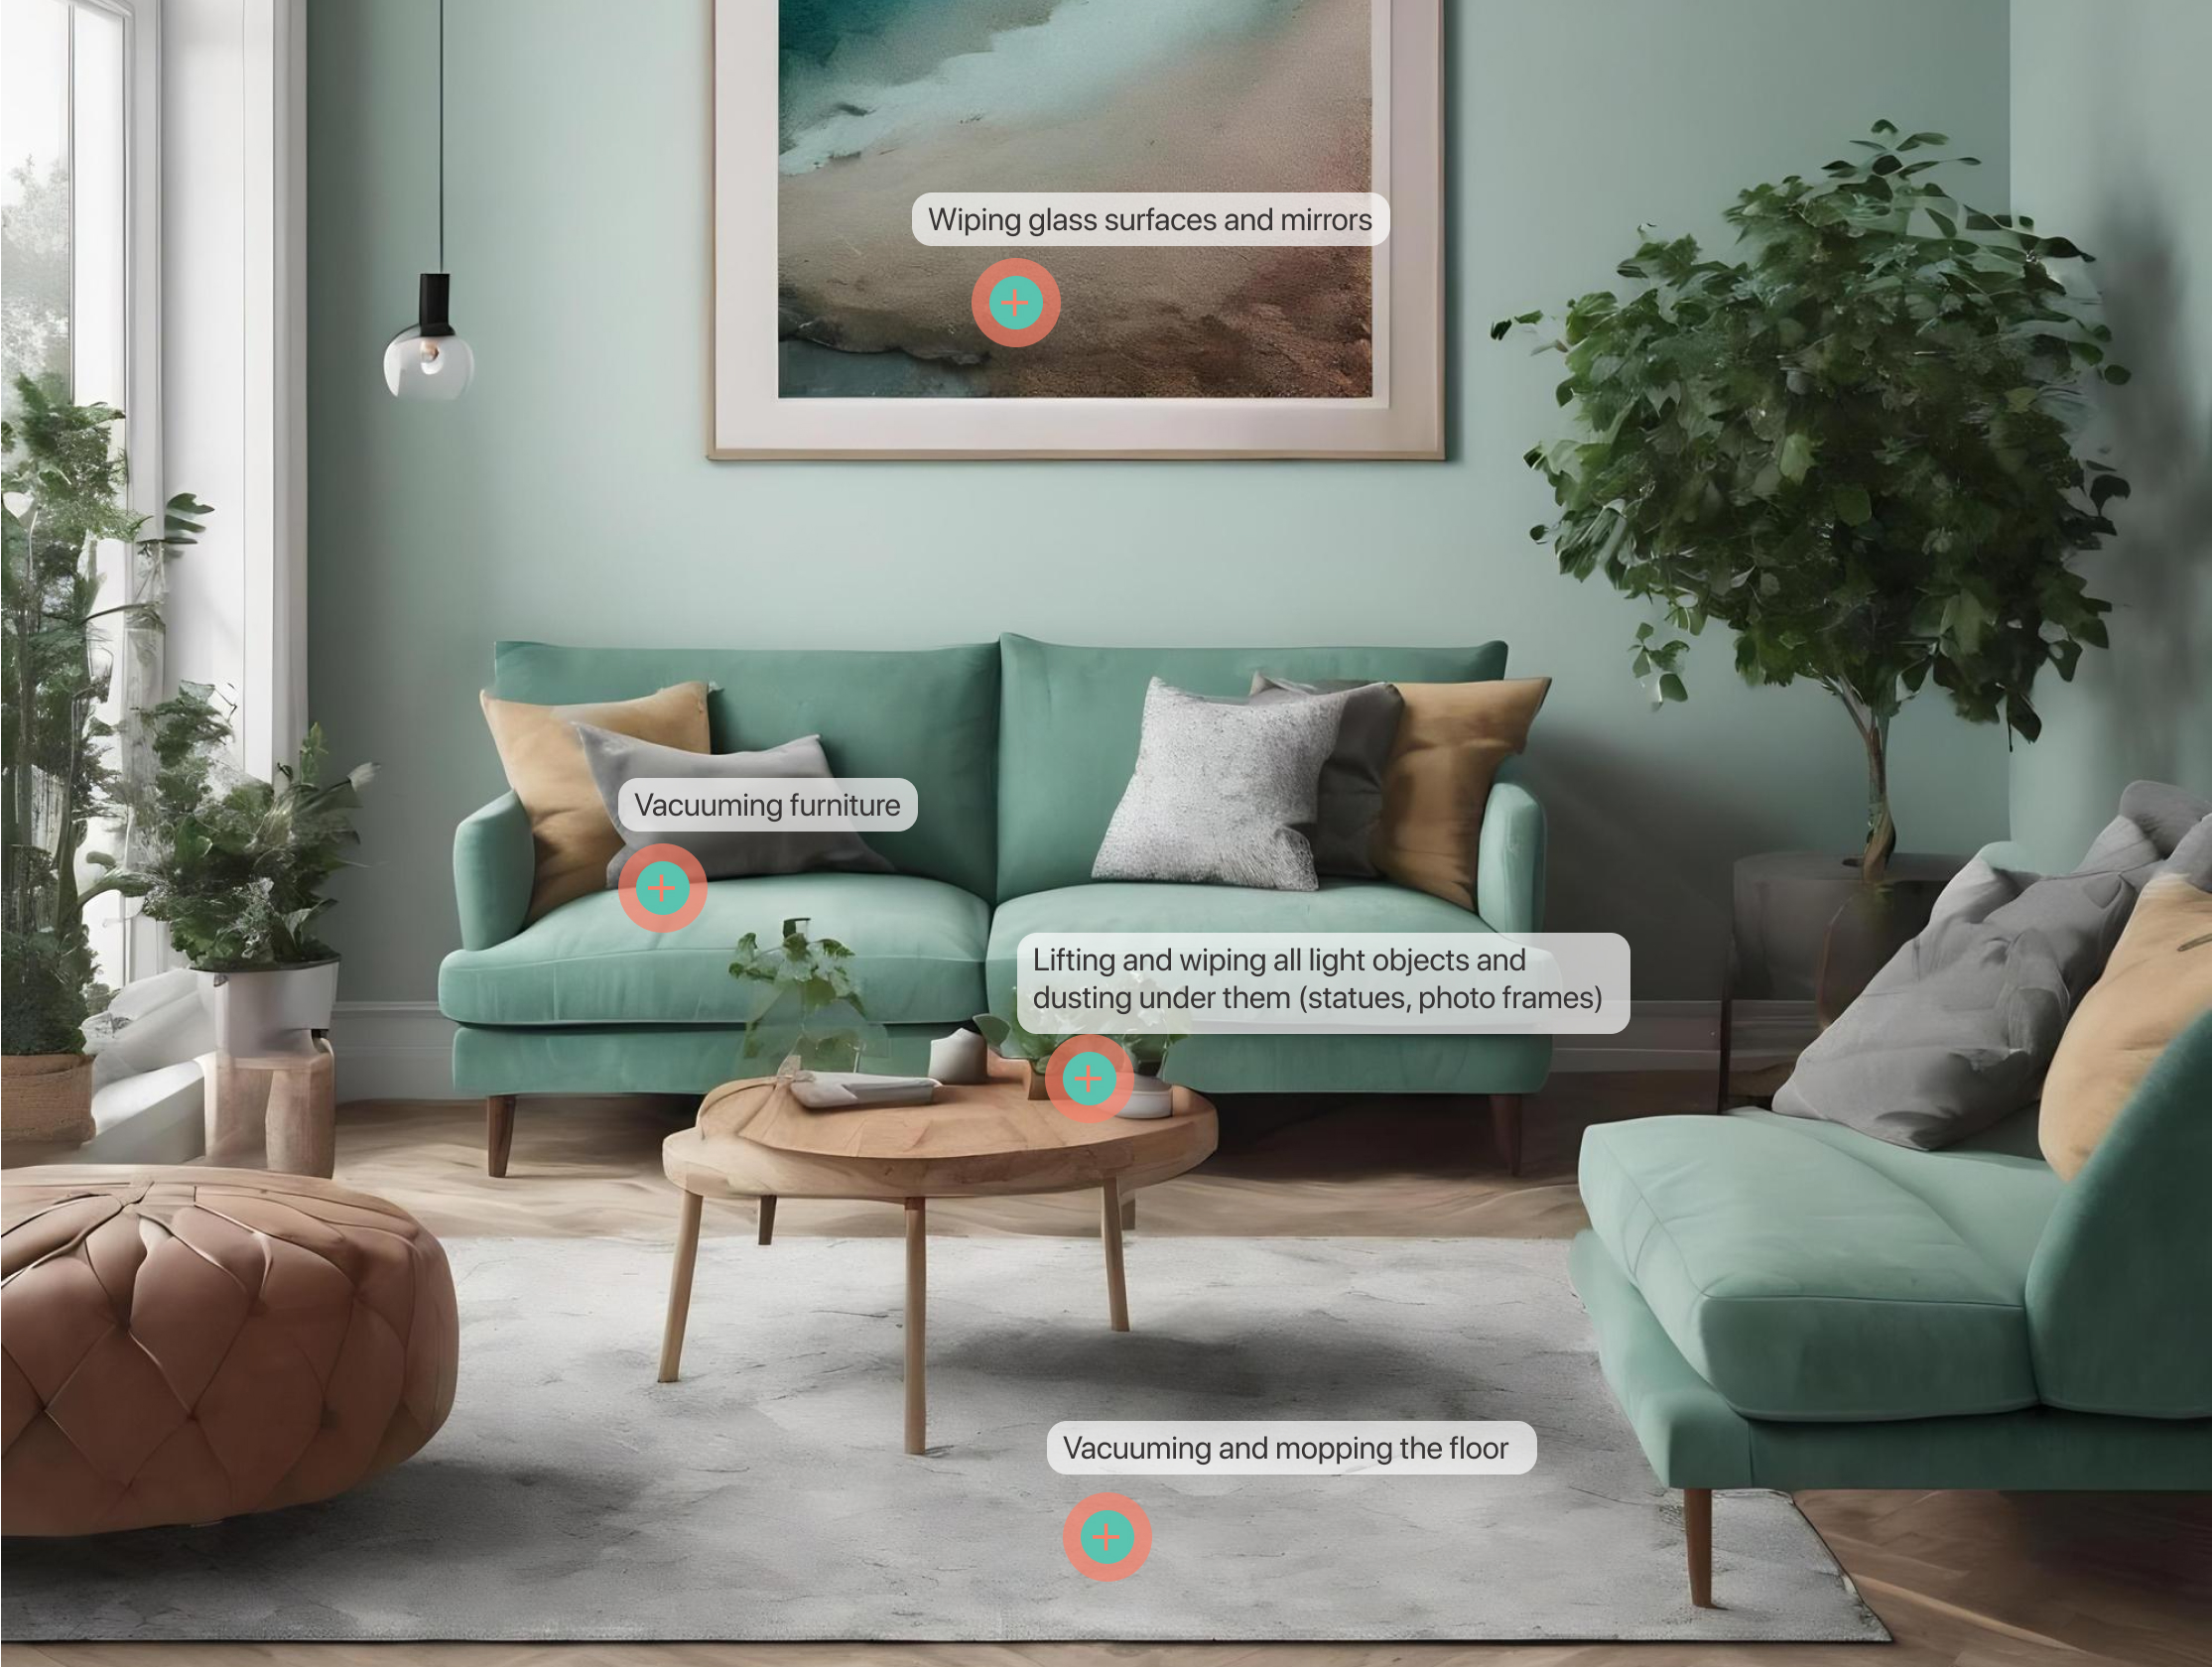 Wiping glass surfaces and mirrors
Vacuuming furniture
Lifting and wiping all light objects and
dusting under them (statues, photo frames)
Vacuuming and mopping the floor